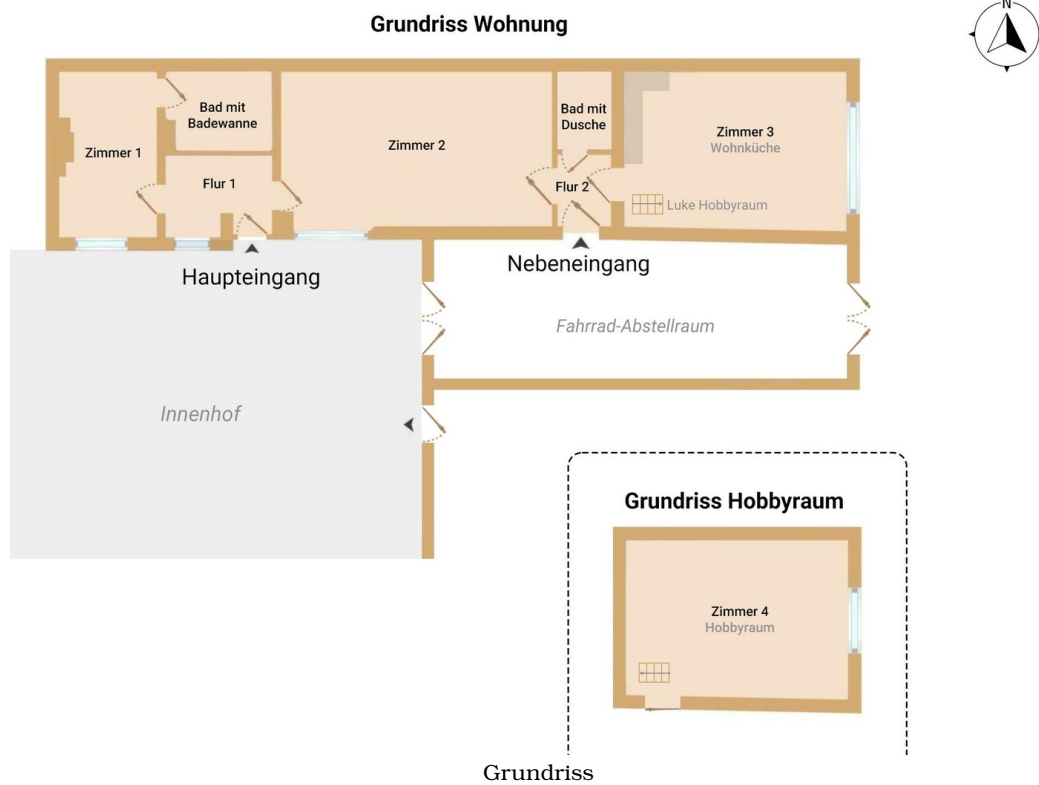 Grundriss Wohnung
N
Zimmer 1
Bad mit
Badewanne
Flur 1
Zimmer 2
Bad mit
Dusche
Flur 2
Zimmer 3
Wohnküche
Luke Hobbyraum
Haupteingang
Nebeneingang
Fahrrad-Abstellraum
Innenhof
Grundriss Hobbyraum
Zimmer 4
Hobbyraum
Grundriss